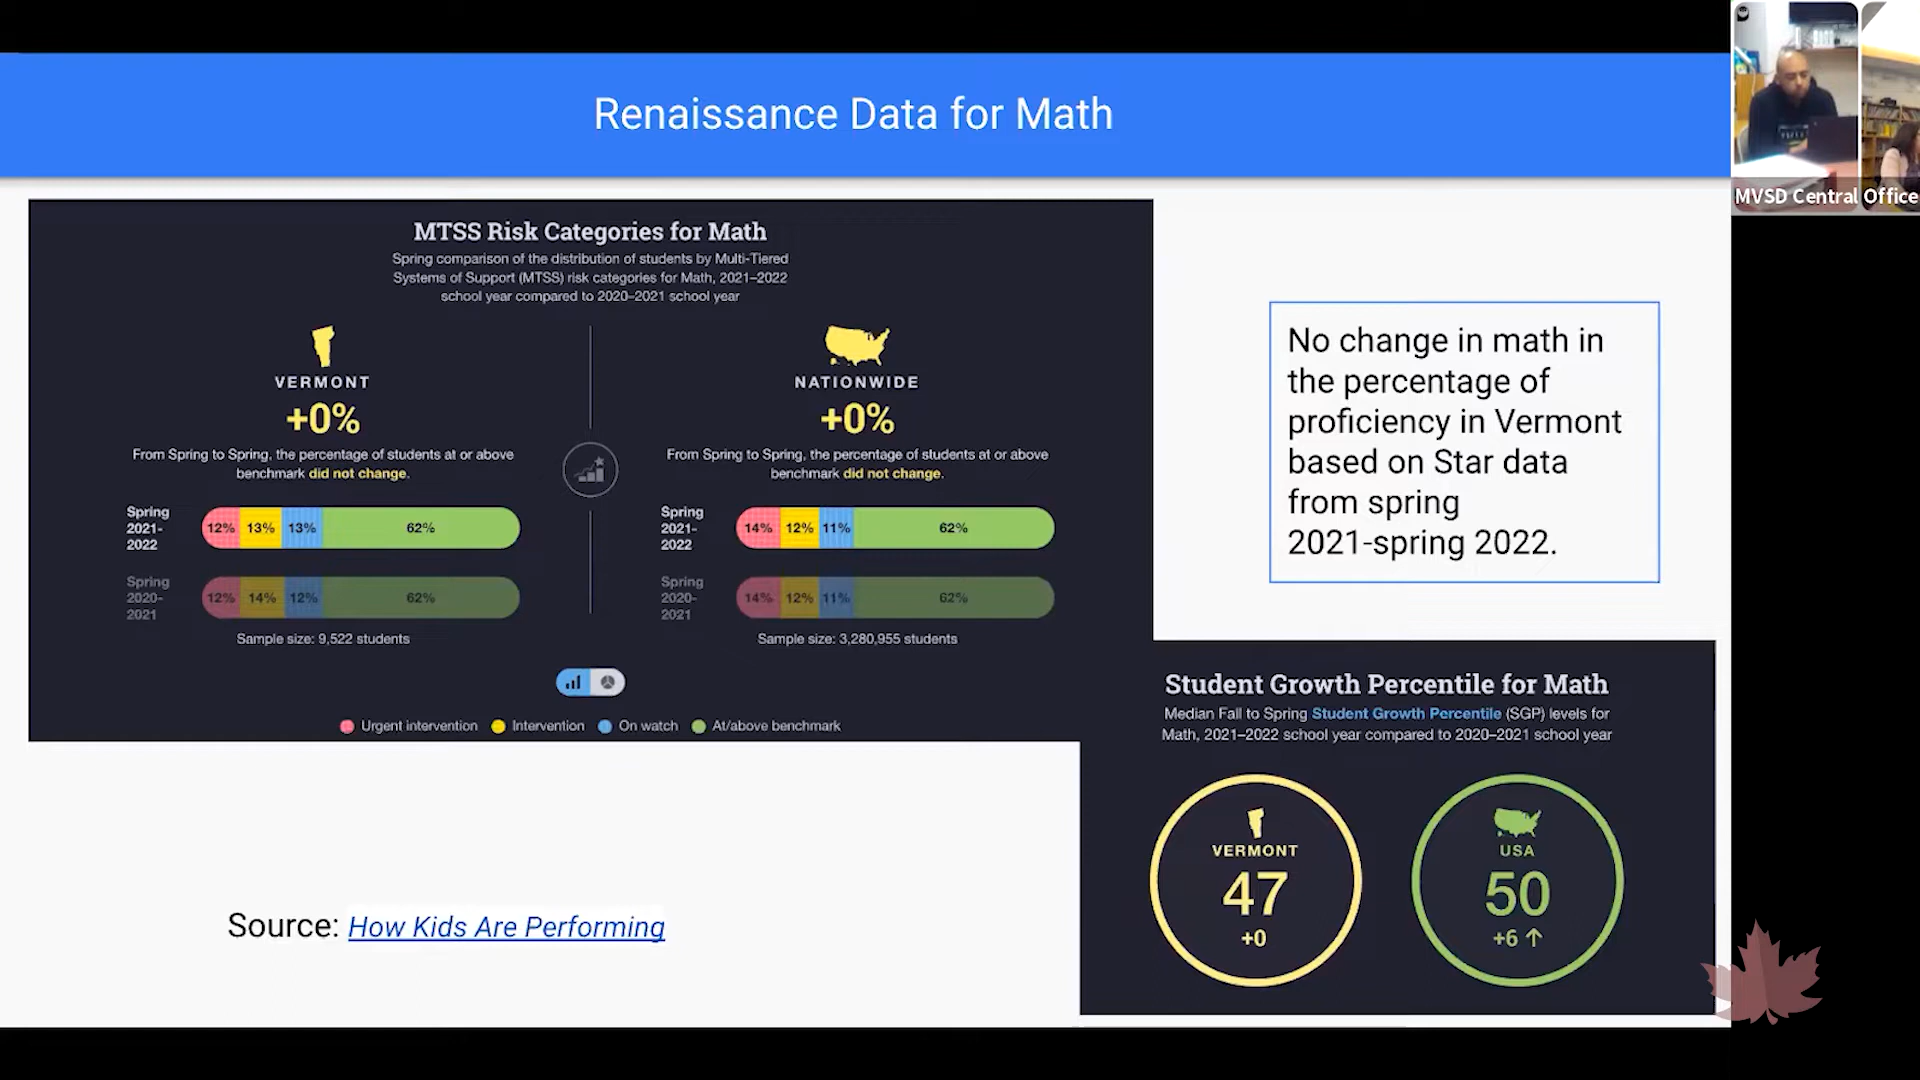 Renaissance Data for Math
MVSD Central Office
MTSS Risk Categories for Math
Spring comparison of the distribution of students by Multi-Tiered
Systems of Support (MTSS) risk categories for Math, 2021–2022
school year compared to 2020–2021 school year
VERMONT
+0%
From Spring to Spring, the percentage of students at or above
benchmark did not change.
Spring
2021-
2022
12% 13% 13% 62%
Spring
2020-
2021
12% 14% 12% 62%
Sample size: 9,522 students
NATIONWIDE
+0%
From Spring to Spring, the percentage of students at or above
benchmark did not change.
Spring
2021-
2022
14% 12% 11% 62%
Spring
2020-
2021
14% 12% 11% 62%
Sample size: 3,280,955 students
Urgent intervention Intervention On watch At/above benchmark
No change in math in
the percentage of
proficiency in Vermont
based on Star data
from spring
2021-spring 2022.
Student Growth Percentile for Math
Median Fall to Spring Student Growth Percentile (SGP) levels for
Math, 2021–2022 school year compared to 2020–2021 school year
VERMONT
47
+0
USA
50
+6 ↑
Source: How Kids Are Performing